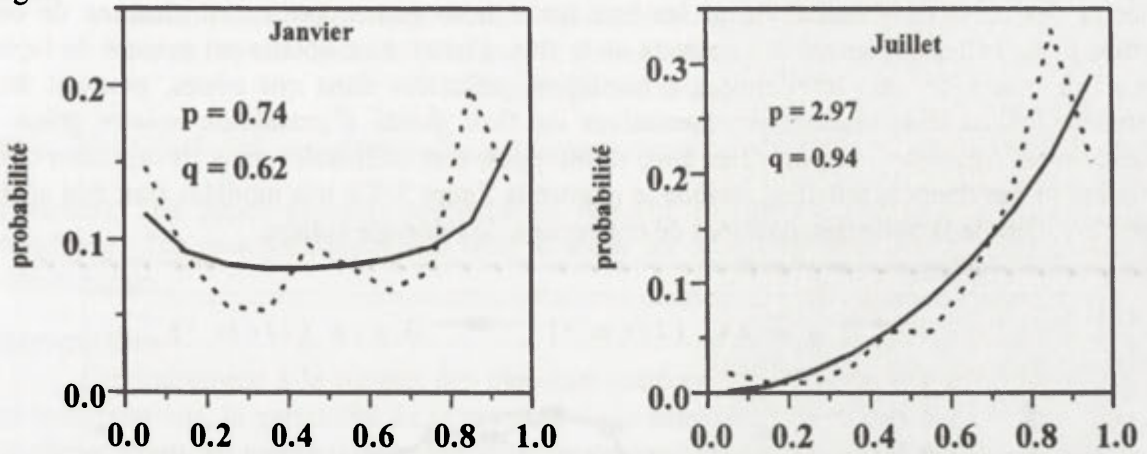 Janvier
p = 0.74
q = 0.62
probabilité
0.2
0.1
0.0
0.0 0.2 0.4 0.6 0.8 1.0
Juillet
p = 2.97
q = 0.94
probabilité
0.3
0.2
0.1
0.0
0.0 0.2 0.4 0.6 0.8 1.0